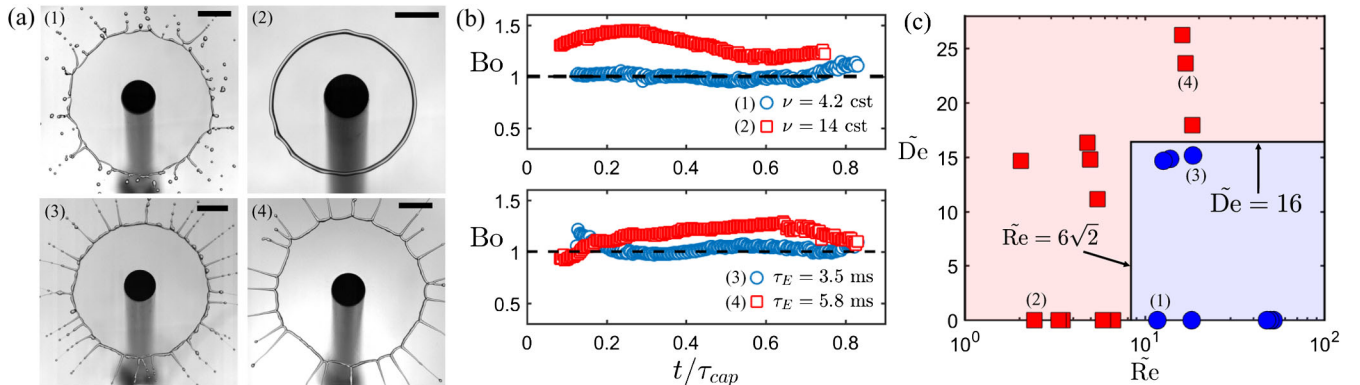 (a)
(1)
(2)
(3)
(4)
(b)
Bo
1.5
1
0.5
(1) ν = 4.2 cst
(2) ν = 14 cst
0 0.2 0.4 0.6 0.8
Bo
1.5
1
0.5
(3) τ_E = 3.5 ms
(4) τ_E = 5.8 ms
0 0.2 0.4 0.6 0.8
t/τ_cap
(c)
D̃e
25
20
15
10
5
0
(4)
(3)
D̃e = 16
R̃e = 6√2
(2)
(1)
10^0 10^1 10^2
R̃e